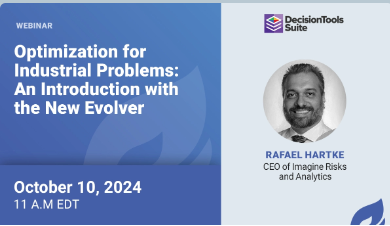 WEBINAR
Optimization for
Industrial Problems:
An Introduction with
the New Evolver
October 10, 2024
11 A.M EDT
DecisionTools
Suite
RAFAEL HARTKE
CEO of Imagine Risks
and Analytics